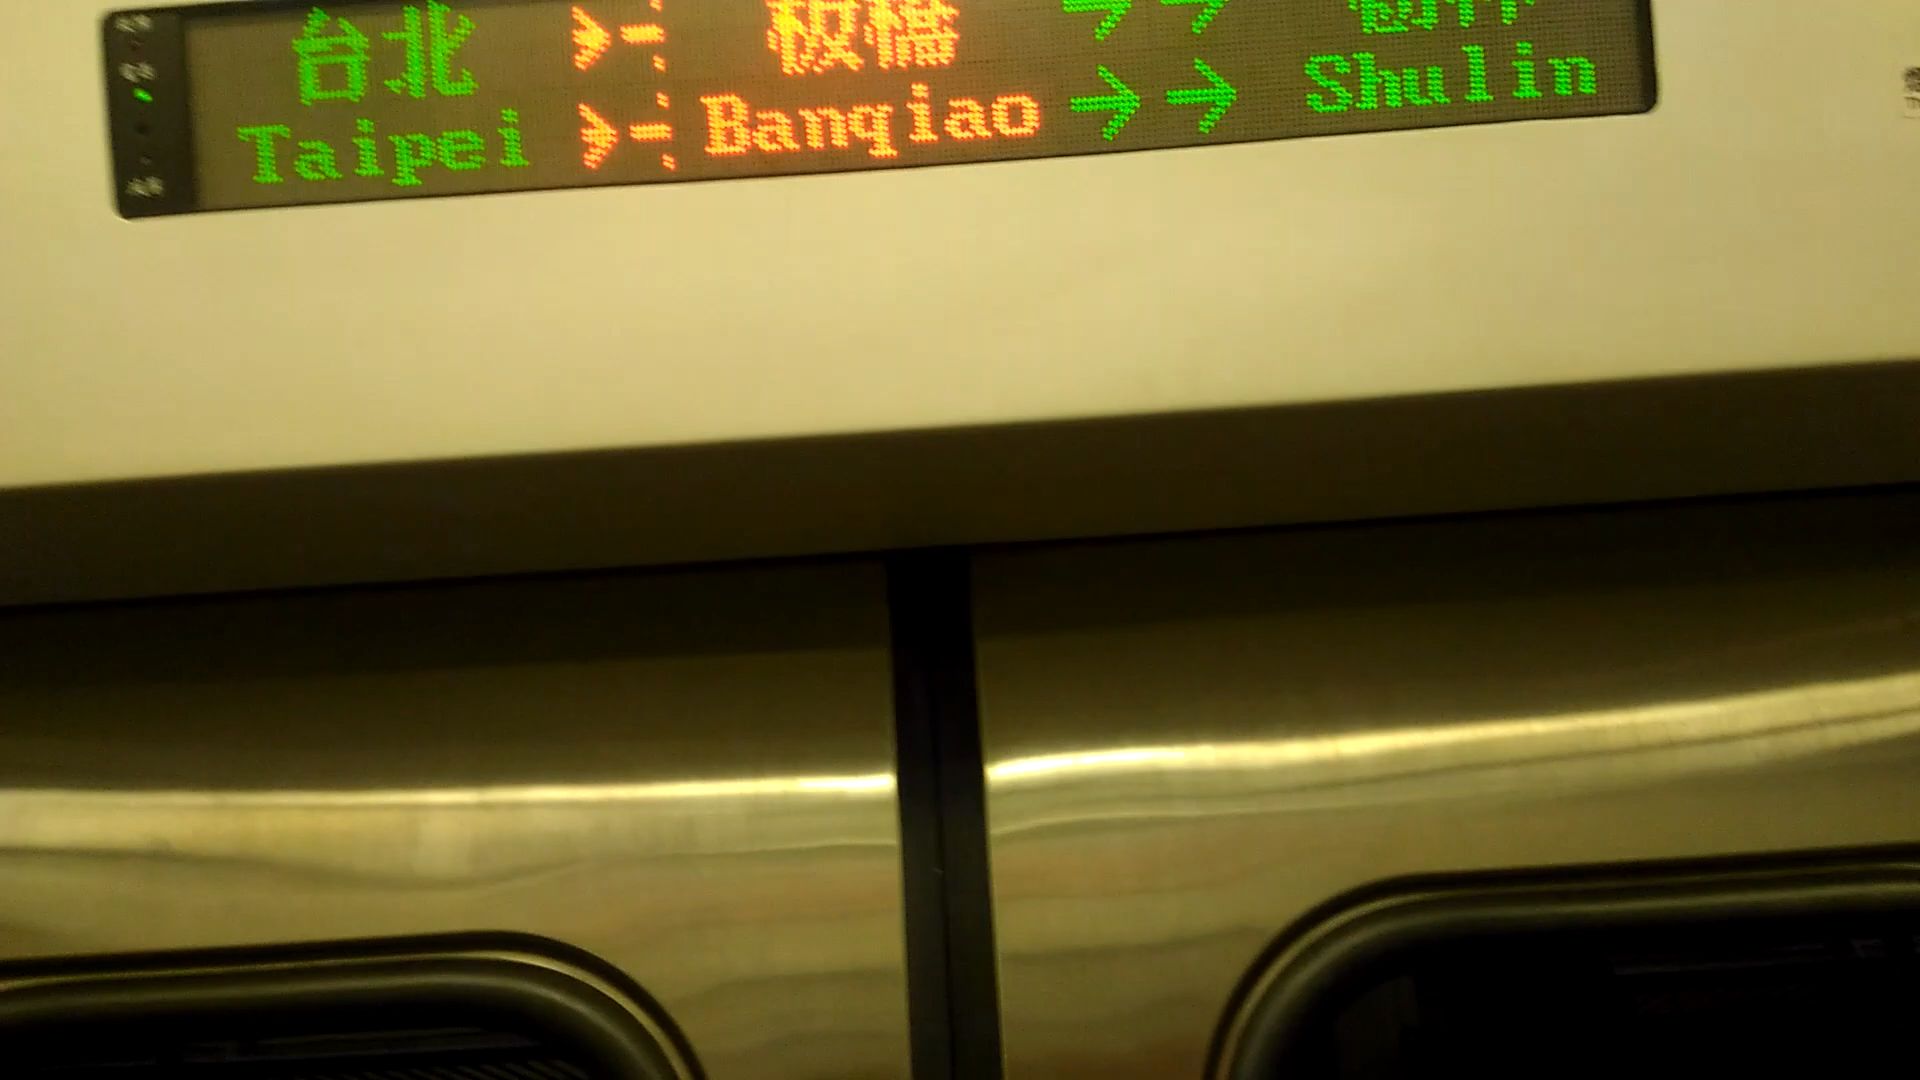 台北 板橋
Taipei Banqiao →→ Shulin